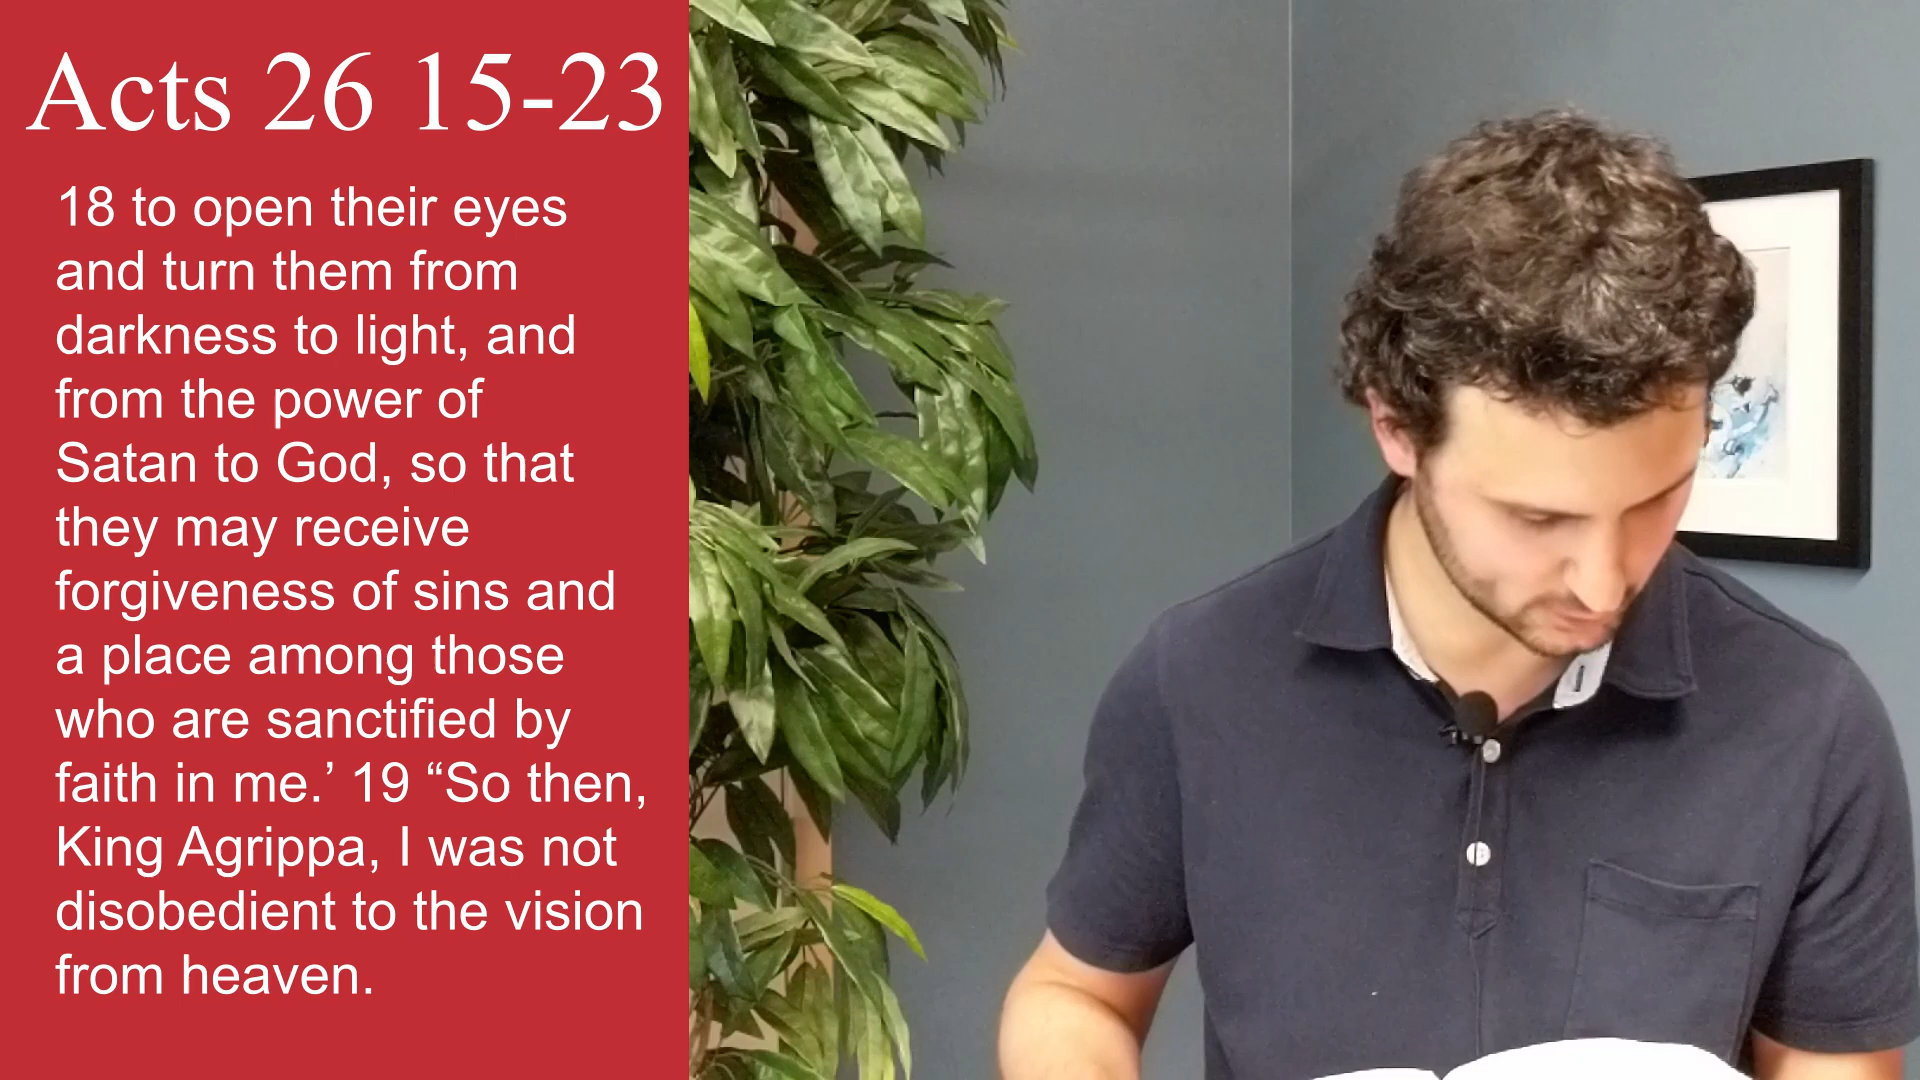 Acts 26 15-23
18 to open their eyes
and turn them from
darkness to light, and
from the power of
Satan to God, so that
they may receive
forgiveness of sins and
a place among those
who are sanctified by
faith in me.’ 19 “So then,
King Agrippa, I was not
disobedient to the vision
from heaven.